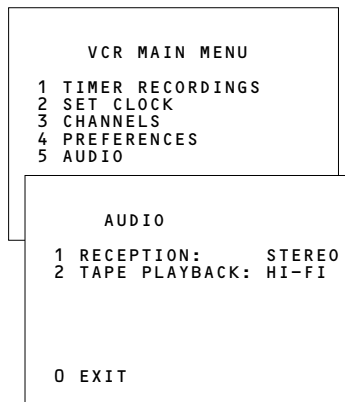 VCR MAIN MENU
1 TIMER RECORDINGS
2 SET CLOCK
3 CHANNELS
4 PREFERENCES
5 AUDIO
AUDIO
1 RECEPTION: STEREO
2 TAPE PLAYBACK: HI-FI
0 EXIT